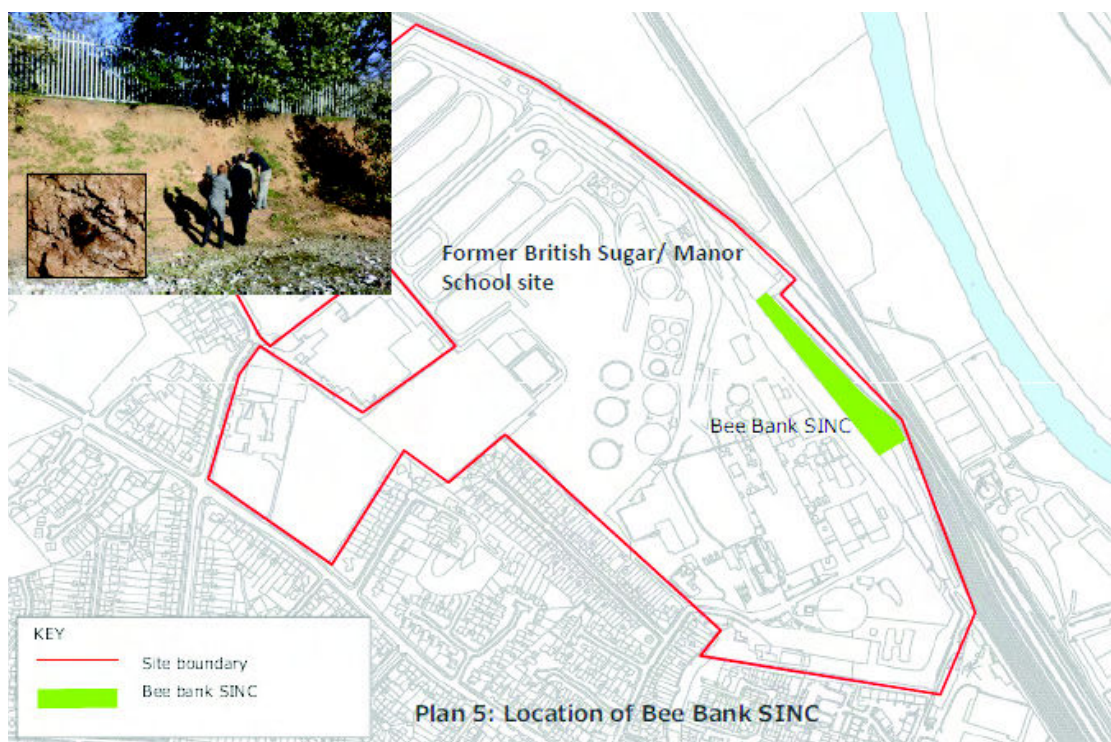 Former British Sugar/ Manor
School site
Bee Bank SINC
KEY
Site boundary
Bee bank SINC
Plan 5: Location of Bee Bank SINC